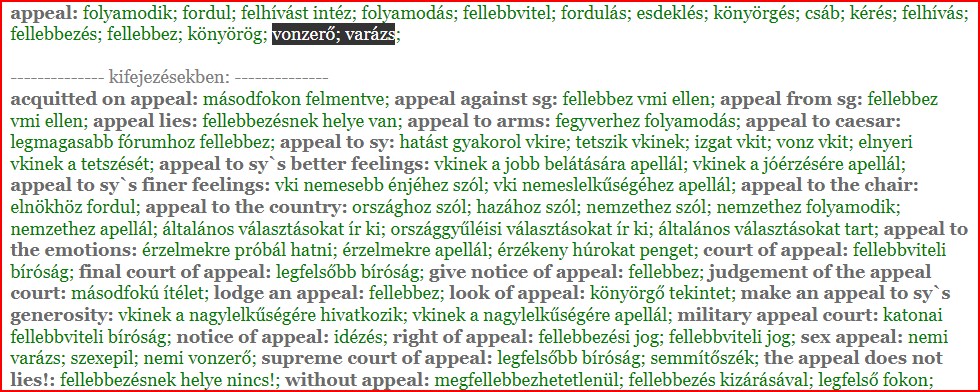 appeal: folyamodik; fordul; felhívást intéz; folyamodás; fellebbvitel; fordulás; esdeklés; könyörgés; csáb; kérés; felhívás;
fellebbezés; fellebbez; könyörög; vonzerő; varázs;
-------------- kifejezésekben: --------------
acquitted on appeal: másodfokon felmentve; appeal against sg: fellebbez vmi ellen; appeal from sg: fellebbez
vmi ellen; appeal lies: fellebbezésnek helye van; appeal to arms: fegyverhez folyamodás; appeal to caesar:
legmagasabb fórumhoz fellebbez; appeal to sy: hatást gyakorol vkire; tetszik vkinek; izgat vkit; vonz vkit; elnyeri
vkinek a tetszését; appeal to sy`s better feelings: vkinek a jobb belátására apellál; vkinek a jóérzésére apellál;
appeal to sy`s finer feelings: vki nemesebb énjéhez szól; vki nemeslelkűségéhez apellál; appeal to the chair:
elnökhöz fordul; appeal to the country: országhoz szól; hazához szól; nemzethez szól; nemzethez folyamodik;
nemzethez apellál; általános választásokat ír ki; országgyűléisi választásokat ír ki; általános választásokat tart; appeal to
the emotions: érzelmekre próbál hatni; érzelmekre apellál; érzékeny húrokat penget; court of appeal: fellebbviteli
bíróság; final court of appeal: legfelsőbb bíróság; give notice of appeal: fellebbez; judgement of the appeal
court: másodfokú ítélet; lodge an appeal: fellebbez; look of appeal: könyörgő tekintet; make an appeal to sy`s
generosity: vkinek a nagylelkűségére hivatkozik; vkinek a nagylelkűségére apellál; military appeal court: katonai
fellebbviteli bíróság; notice of appeal: idézés; right of appeal: fellebbezési jog; fellebbviteli jog; sex appeal: nemi
varázs; szexepil; nemi vonzerő; supreme court of appeal: legfelsőbb bíróság; semmítőszék; the appeal does not
lies!: fellebbezésnek helye nincs!; without appeal: megfellebbezhetetlenül; fellebbezés kizárásával; legfelső fokon;